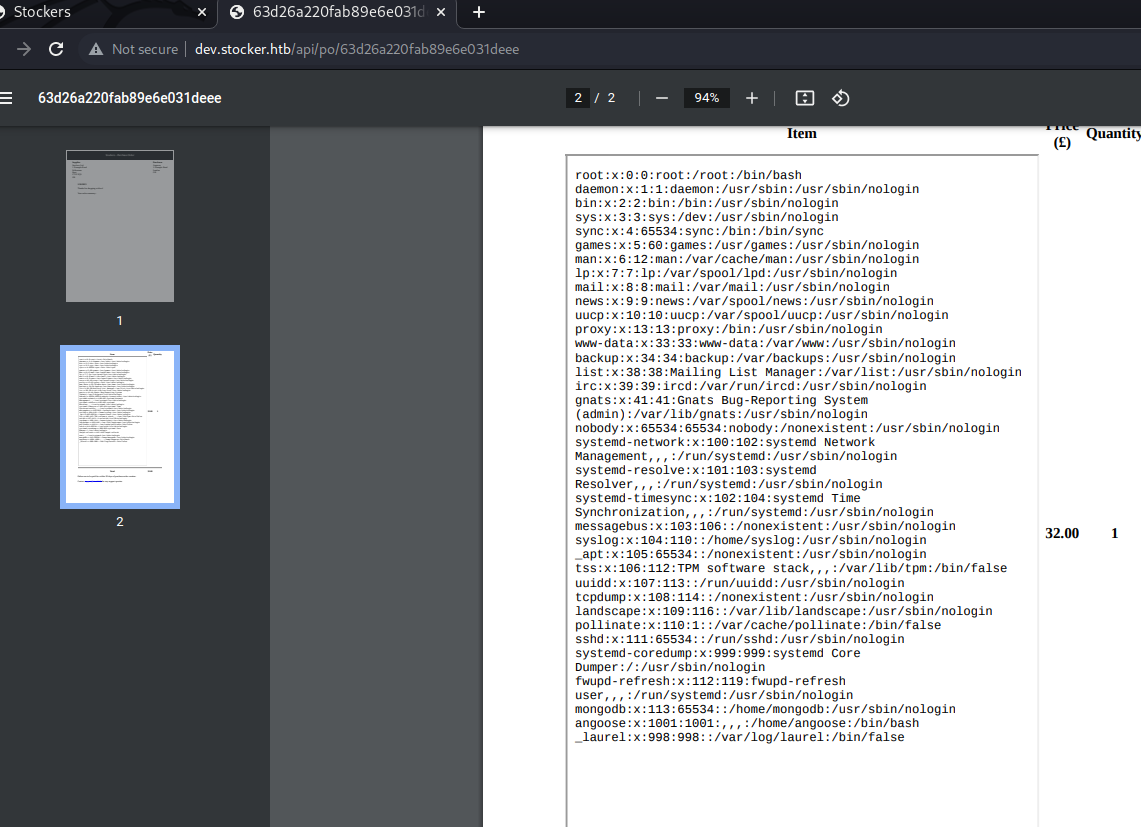 Stockers
63d26a220fab89e6e031d
Not secure
dev.stocker.htb/api/po/63d26a220fab89e6e031deee
63d26a220fab89e6e031deee
2 / 2
94%
Item
Price
(£)
Quantity
root:x:0:0:root:/root:/bin/bash
daemon:x:1:1:daemon:/usr/sbin:/usr/sbin/nologin
bin:x:2:2:bin:/bin:/usr/sbin/nologin
sys:x:3:3:sys:/dev:/usr/sbin/nologin
sync:x:4:65534:sync:/bin:/bin/sync
games:x:5:60:games:/usr/games:/usr/sbin/nologin
man:x:6:12:man:/var/cache/man:/usr/sbin/nologin
lp:x:7:7:lp:/var/spool/lpd:/usr/sbin/nologin
mail:x:8:8:mail:/var/mail:/usr/sbin/nologin
news:x:9:9:news:/var/spool/news:/usr/sbin/nologin
uucp:x:10:10:uucp:/var/spool/uucp:/usr/sbin/nologin
proxy:x:13:13:proxy:/bin:/usr/sbin/nologin
www-data:x:33:33:www-data:/var/www:/usr/sbin/nologin
backup:x:34:34:backup:/var/backups:/usr/sbin/nologin
list:x:38:38:Mailing List Manager:/var/list:/usr/sbin/nologin
irc:x:39:39:ircd:/var/run/ircd:/usr/sbin/nologin
gnats:x:41:41:Gnats Bug-Reporting System
(admin):/var/lib/gnats:/usr/sbin/nologin
nobody:x:65534:65534:nobody:/nonexistent:/usr/sbin/nologin
systemd-network:x:100:102:systemd Network
Management,,,:/run/systemd:/usr/sbin/nologin
systemd-resolve:x:101:103:systemd
Resolver,,,:/run/systemd:/usr/sbin/nologin
systemd-timesync:x:102:104:systemd Time
Synchronization,,,:/run/systemd:/usr/sbin/nologin
messagebus:x:103:106::/nonexistent:/usr/sbin/nologin
syslog:x:104:110::/home/syslog:/usr/sbin/nologin
_apt:x:105:65534::/nonexistent:/usr/sbin/nologin
tss:x:106:112:TPM software stack,,,:/var/lib/tpm:/bin/false
uuidd:x:107:113::/run/uuidd:/usr/sbin/nologin
tcpdump:x:108:114::/nonexistent:/usr/sbin/nologin
landscape:x:109:116::/var/lib/landscape:/usr/sbin/nologin
pollinate:x:110:1::/var/cache/pollinate:/bin/false
sshd:x:111:65534::/run/sshd:/usr/sbin/nologin
systemd-coredump:x:999:999:systemd Core
Dumper:/:/usr/sbin/nologin
fwupd-refresh:x:112:119:fwupd-refresh
user,,,:/run/systemd:/usr/sbin/nologin
mongodb:x:113:65534::/home/mongodb:/usr/sbin/nologin
angoose:x:1001:1001:,,,:/home/angoose:/bin/bash
_laurel:x:998:998::/var/log/laurel:/bin/false
32.00
1
1
2